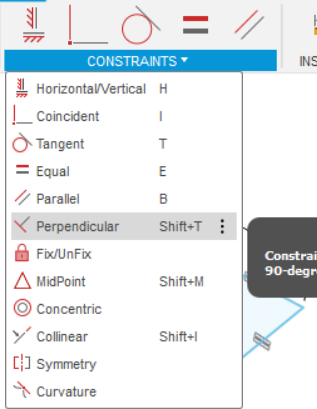 CONSTRAINTS
Horizontal/Vertical H
Coincident I
Tangent T
Equal E
Parallel B
Perpendicular Shift+T
Fix/UnFix
MidPoint Shift+M
Concentric
Collinear Shift+I
Symmetry
Curvature
INS
Constrai
90-degre